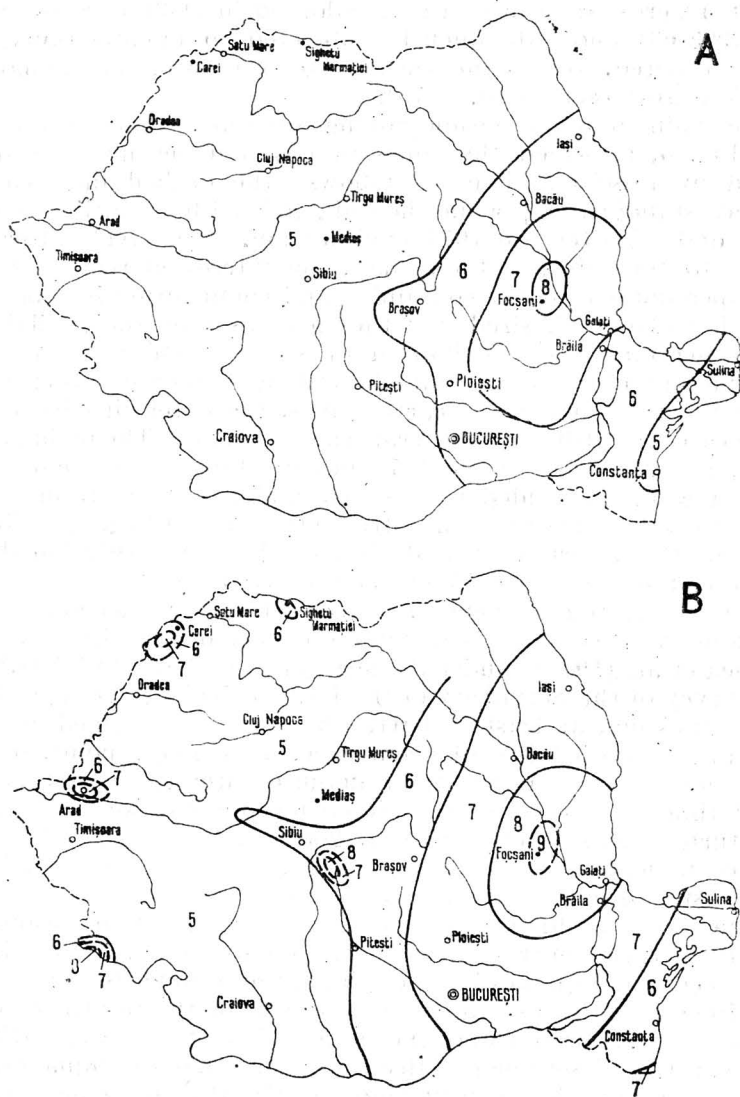 A
Satu Mare
Sighetu
Marmației
Carei
Oradea
Iași
Cluj Napoca
Tîrgu Mureș
Bacău
Arad
5
Mediaș
Timișoara
6
7
8
Sibiu
Focșani
Brașov
Galați
Brăila
Sulina
Pitești
Ploiești
6
Craiova
BUCUREȘTI
5
Constanța
B
Satu Mare
Sighetu
Marmației
6
Carei
6
7
Iași
Oradea
Cluj Napoca
5
Tîrgu Mureș
Bacău
6
7
6
Arad
Mediaș
7
8
Timișoara
Sibiu
9
8
7
Brașov
Focșani
Galați
Brăila
Sulina
5
6
7
Pitești
Ploiești
7
6
Craiova
BUCUREȘTI
Constanța
7